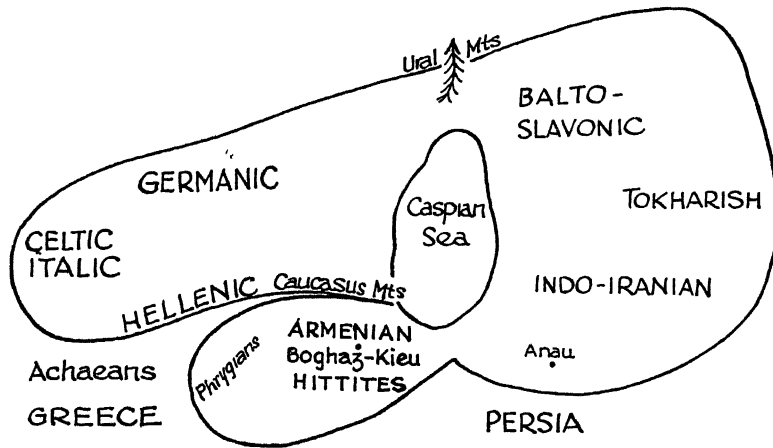 Ural Mts
BALTO-
SLAVONIC
GERMANIC
Caspian
Sea
TOKHARISH
CELTIC
ITALIC
HELLENIC
Caucasus Mts
INDO-IRANIAN
ARMENIAN
Boghaz-Kieu
HITTITES
Phrygians
Anau
Achaeans
GREECE
PERSIA